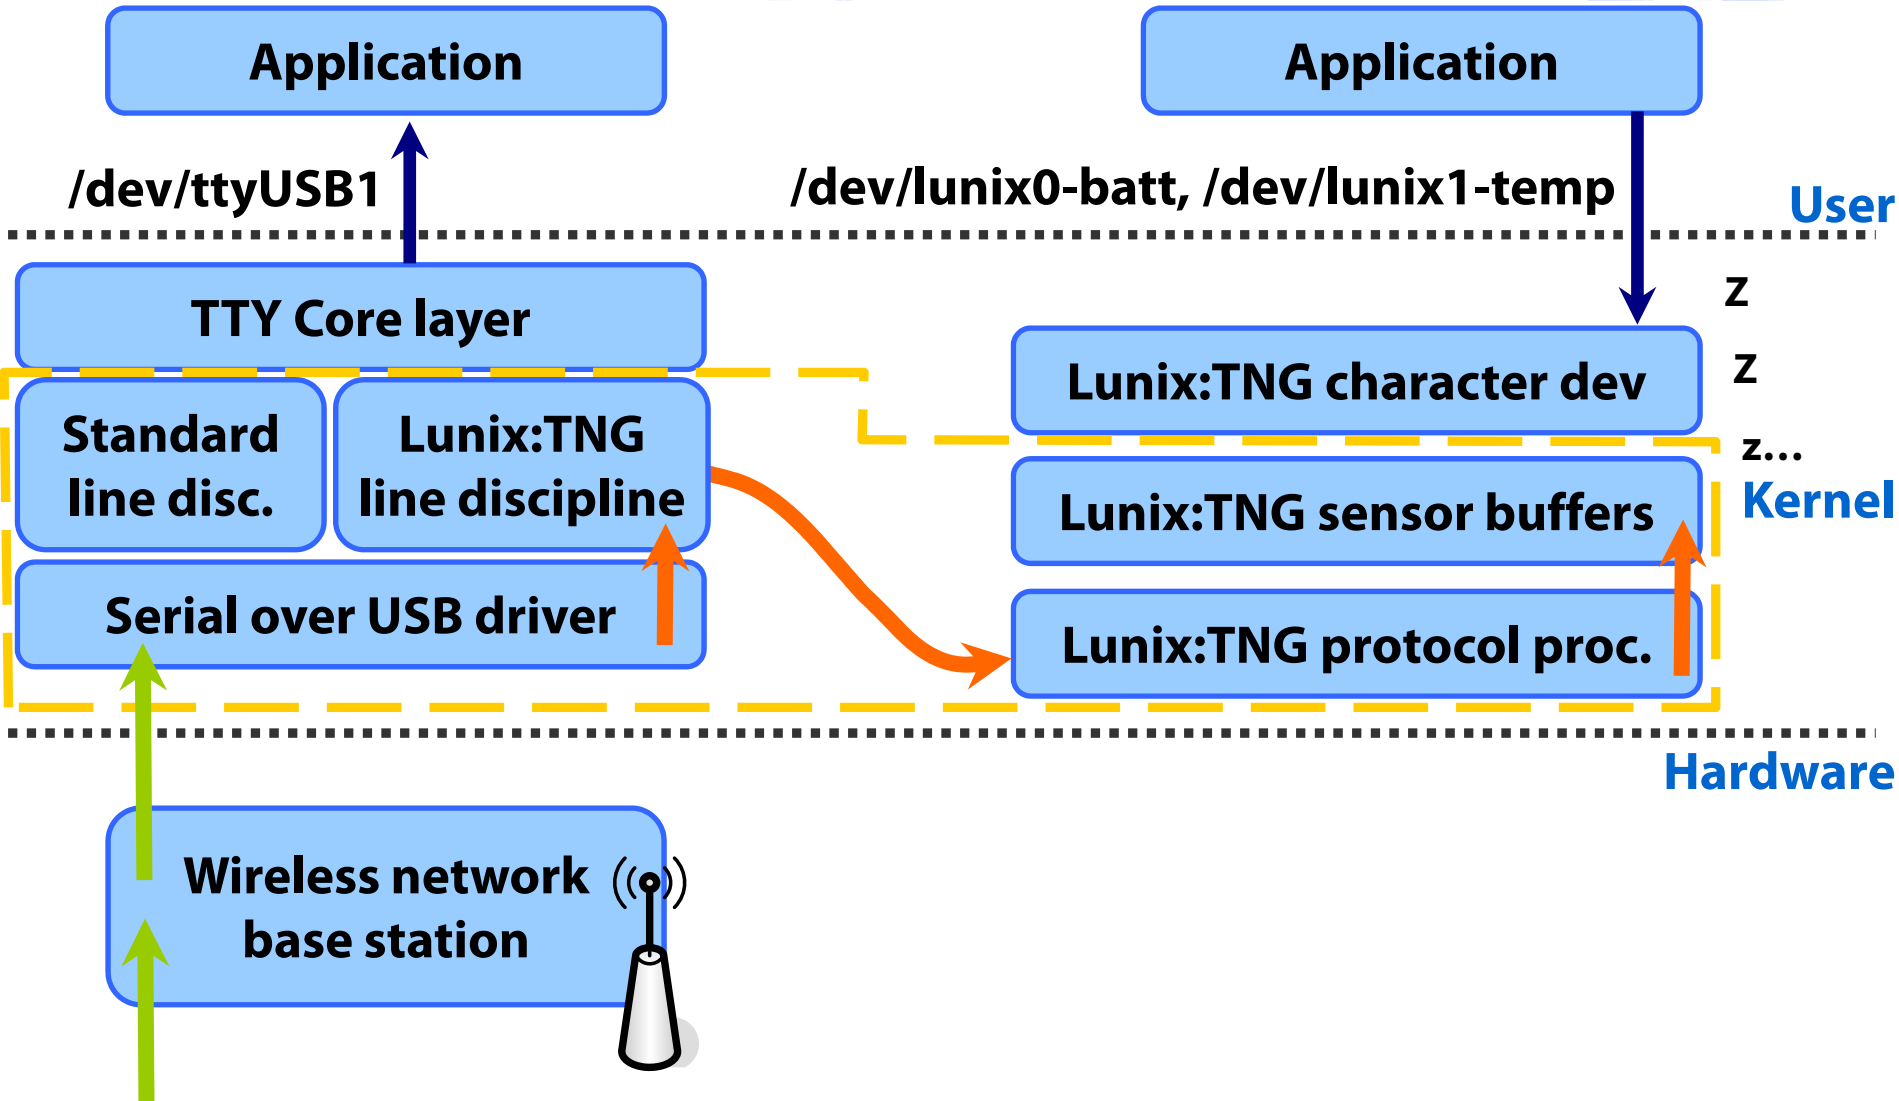 Application
Application
/dev/ttyUSB1
/dev/lunix0-batt, /dev/lunix1-temp
User
TTY Core layer
z
Lunix:TNG character dev
z
Standard
line disc.
Lunix:TNG
line discipline
z...
Lunix:TNG sensor buffers
Kernel
Serial over USB driver
Lunix:TNG protocol proc.
Hardware
Wireless network
base station